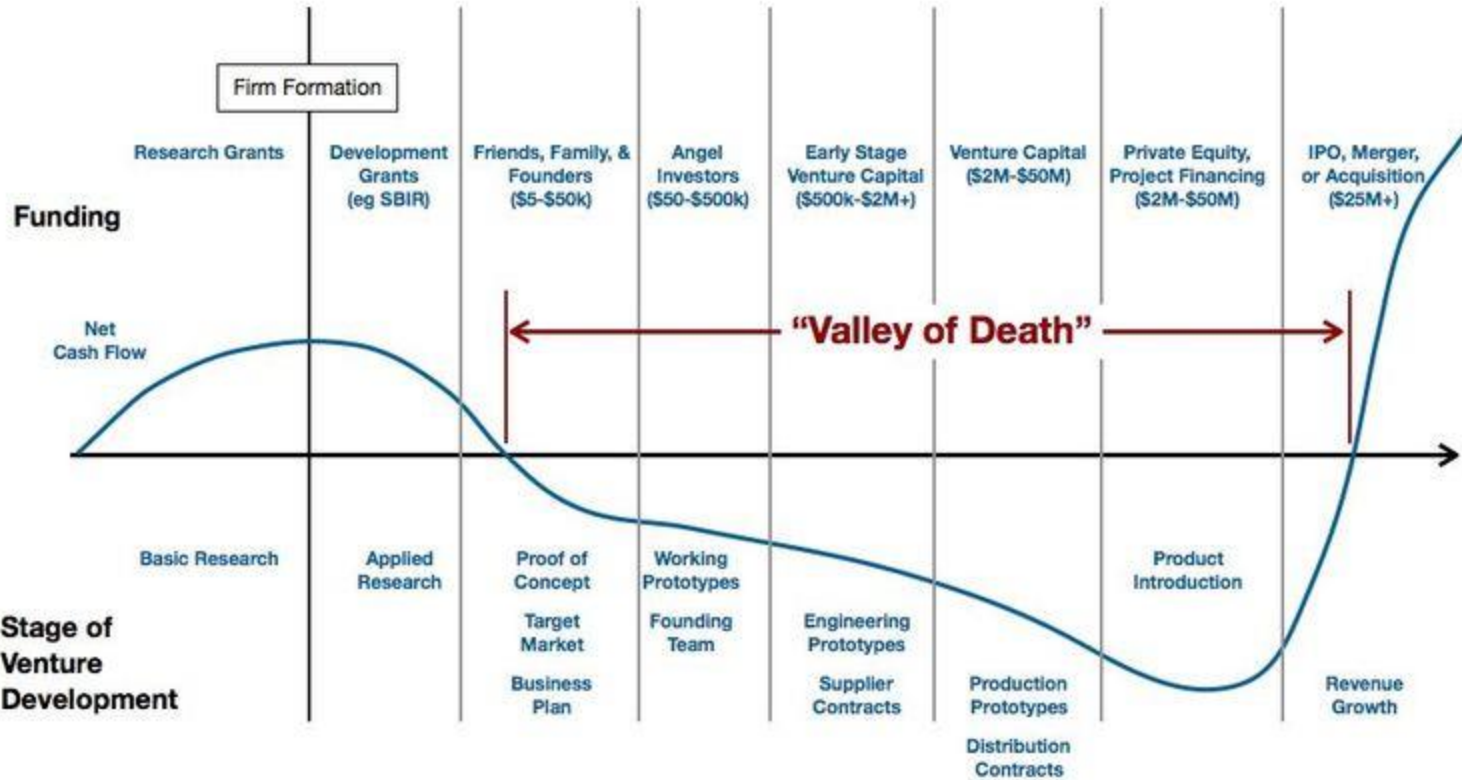 Firm Formation
Research Grants
Development
Grants
(eg SBIR)
Friends, Family, &
Founders
($5-$50k)
Angel
Investors
($50-$500k)
Early Stage
Venture Capital
($500k-$2M+)
Venture Capital
($2M-$50M)
Private Equity,
Project Financing
($2M-$50M)
IPO, Merger,
or Acquisition
($25M+)
Funding
Net
Cash Flow
“Valley of Death”
Basic Research
Applied
Research
Proof of
Concept
Target
Market
Business
Plan
Working
Prototypes
Founding
Team
Engineering
Prototypes
Supplier
Contracts
Production
Prototypes
Distribution
Contracts
Product
Introduction
Revenue
Growth
Stage of
Venture
Development